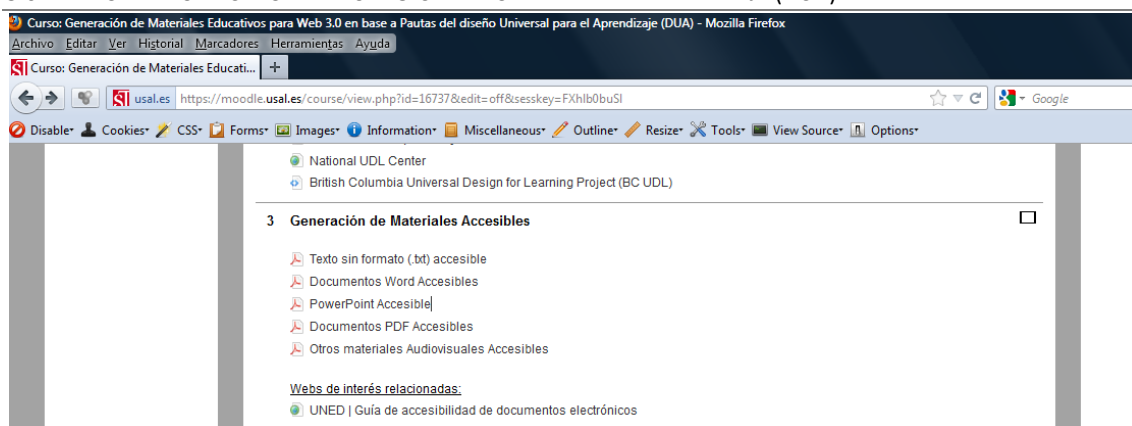 Curso: Generación de Materiales Educativos para Web 3.0 en base a Pautas del diseño Universal para el Aprendizaje (DUA) - Mozilla Firefox
Archivo Editar Ver Historial Marcadores Herramientas Ayuda
Curso: Generación de Materiales Educati... +
usal.es https://moodle.usal.es/course/view.php?id=16737&edit=off&sesskey=FXhlb0buSl Google
Disable Cookies CSS Forms Images Information Miscellaneous Outline Resize Tools View Source Options
National UDL Center
British Columbia Universal Design for Learning Project (BC UDL)
3 Generación de Materiales Accesibles
Texto sin formato (.txt) accesible
Documentos Word Accesibles
PowerPoint Accesible
Documentos PDF Accesibles
Otros materiales Audiovisuales Accesibles
Webs de interés relacionadas:
UNED | Guía de accesibilidad de documentos electrónicos